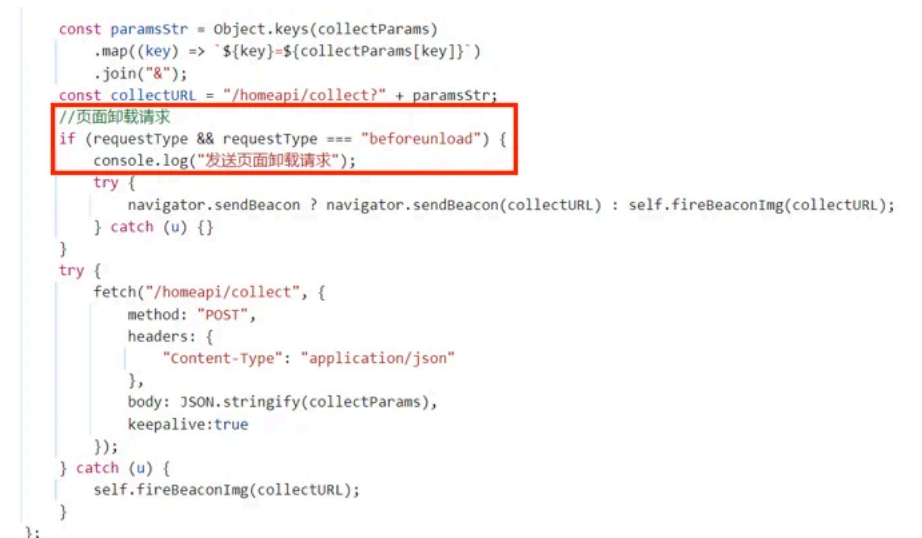 const paramsStr = Object.keys(collectParams)
.map((key) => `${key}=${collectParams[key]}`)
.join("&");
const collectURL = "/homeapi/collect?" + paramsStr;
//页面卸载请求
if (requestType && requestType === "beforeunload") {
console.log("发送页面卸载请求");
try {
navigator.sendBeacon ? navigator.sendBeacon(collectURL) : self.fireBeaconImg(collectURL);
} catch (u) {}
}
try {
fetch("/homeapi/collect", {
method: "POST",
headers: {
"Content-Type": "application/json"
},
body: JSON.stringify(collectParams),
keepalive:true
});
} catch (u) {
self.fireBeaconImg(collectURL);
}
};